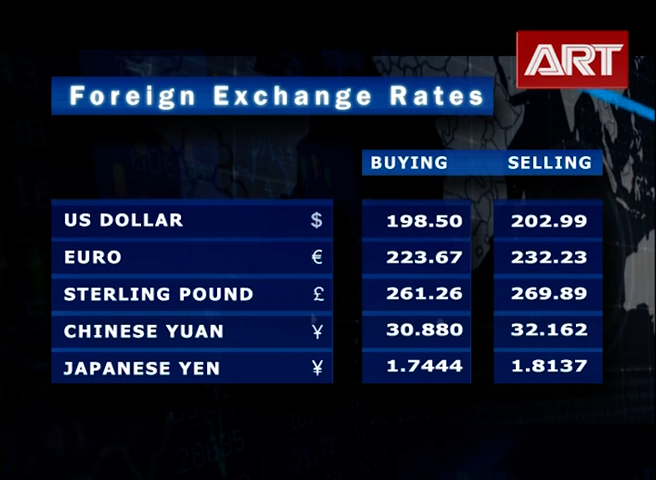 ART
Foreign Exchange Rates
BUYING SELLING
US DOLLAR $ 198.50 202.99
EURO € 223.67 232.23
STERLING POUND £ 261.26 269.89
CHINESE YUAN ¥ 30.880 32.162
JAPANESE YEN ¥ 1.7444 1.8137